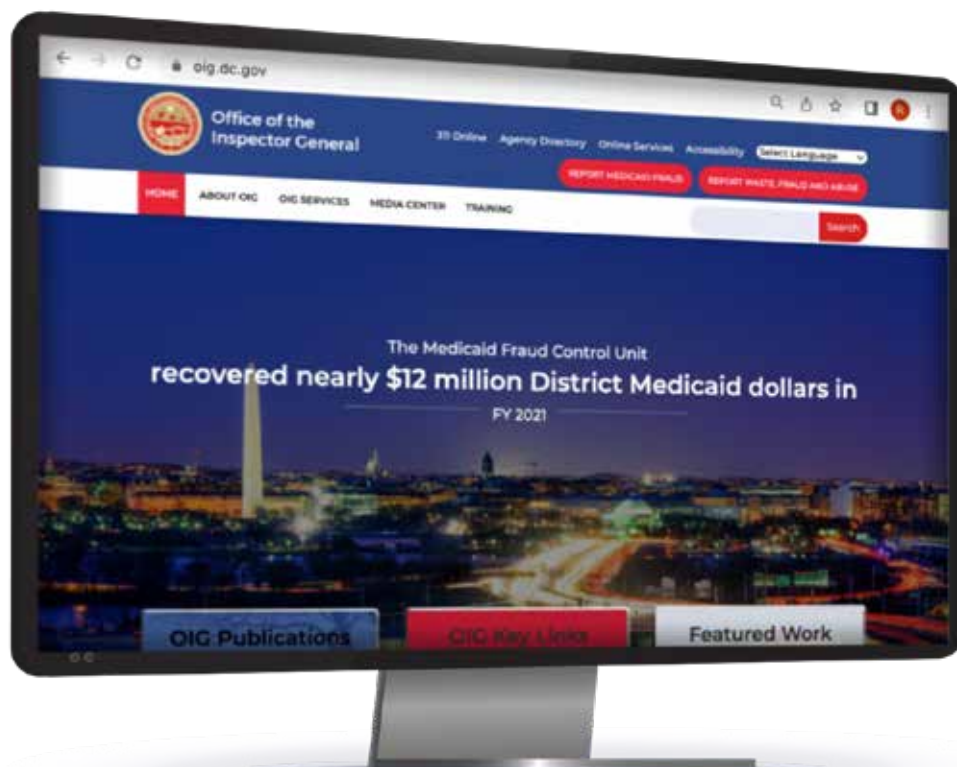 oig.dc.gov
R
Office of the
Inspector General
311 Online Agency Directory Online Services Accessibility Select Language
REPORT MEDICAID FRAUD REPORT WASTE, FRAUD AND ABUSE
HOME ABOUT OIG OIG SERVICES MEDIA CENTER TRAINING
Search
The Medicaid Fraud Control Unit
recovered nearly $12 million District Medicaid dollars in
FY 2021
OIG Publications OIG Key Links Featured Work